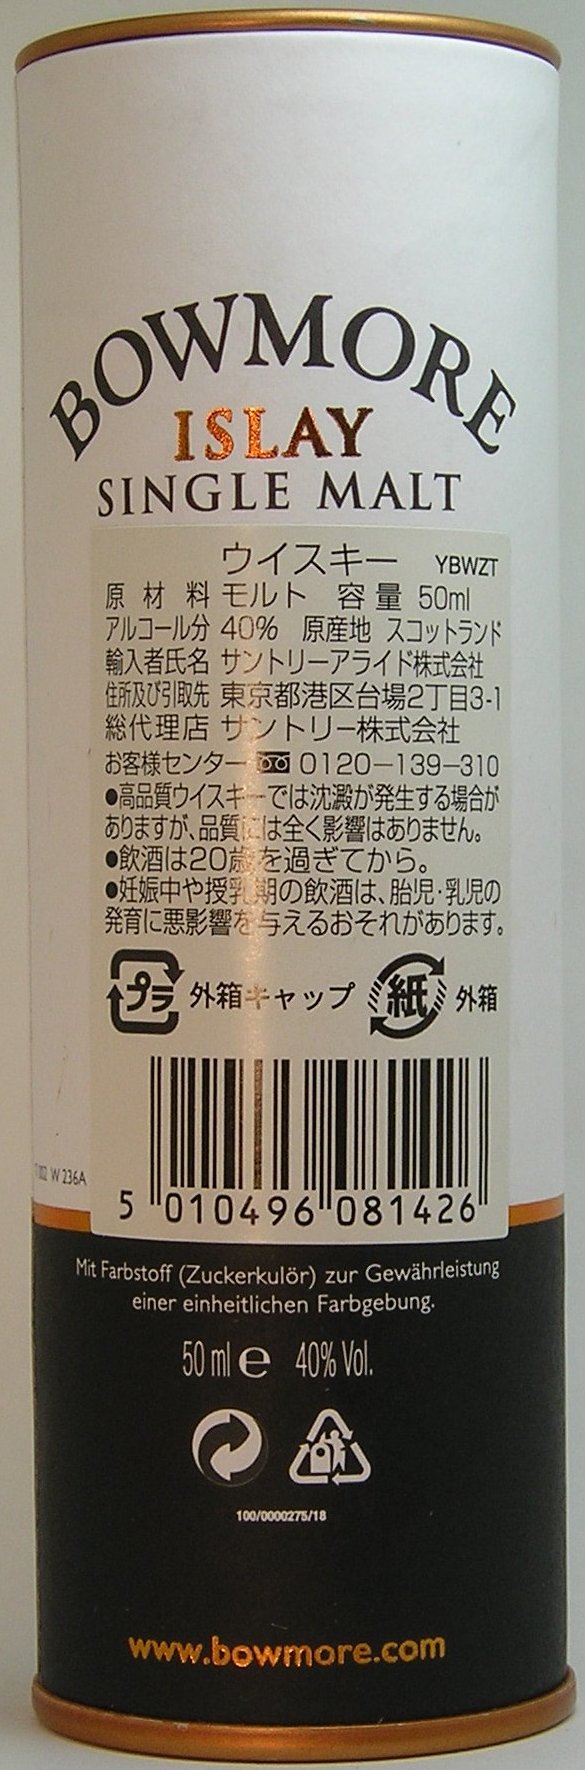 BOWMORE
ISLAY
SINGLE MALT
ウイスキー YBWZT
原材料 モルト 容量 50ml
アルコール分 40% 原産地 スコットランド
輸入者氏名 サントリーアライド株式会社
住所及び引取先 東京都港区台場2丁目3-1
総代理店 サントリー株式会社
お客様センター 0120-139-310
●高品質ウイスキーでは沈澱が発生する場合が
ありますが、品質には全く影響はありません。
●飲酒は20歳を過ぎてから。
●妊娠中や授乳期の飲酒は、胎児・乳児の
発育に悪影響を与えるおそれがあります。
プラ 外箱キャップ 紙 外箱
W 236A
5 010496 081426
Mit Farbstoff (Zuckerkulör) zur Gewährleistung
einer einheitlichen Farbgebung.
50 ml e 40% Vol.
100/0000275/18
www.bowmore.com